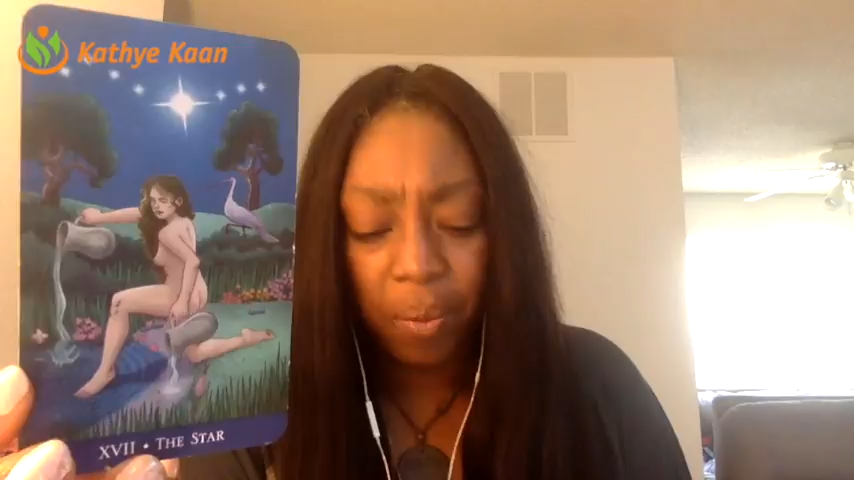 Kathye Kaan
XVII • THE STAR